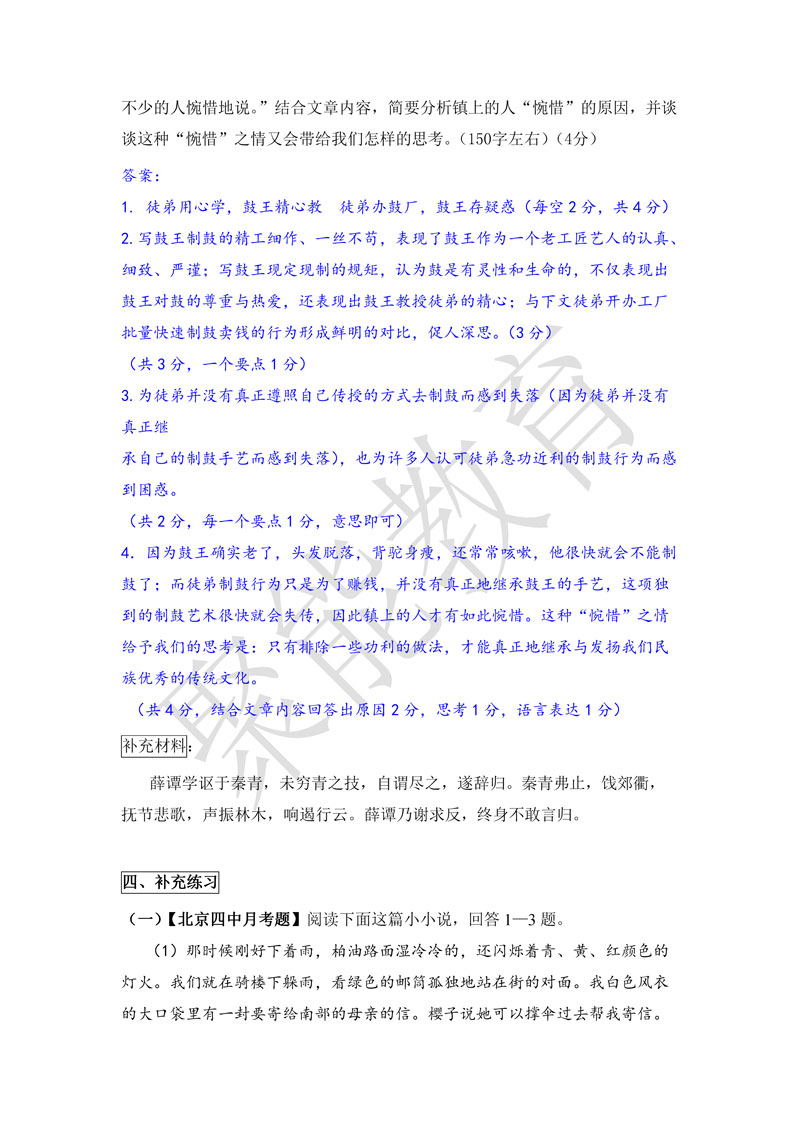 不少的人惋惜地说。”结合文章内容，简要分析镇上的人“惋惜”的原因，并谈
谈这种“惋惜”之情又会带给我们怎样的思考。（150字左右）（4分）
答案：
1. 徒弟用心学，鼓王精心教　徒弟办鼓厂，鼓王存疑惑（每空 2 分，共 4 分）
2.写鼓王制鼓的精工细作、一丝不苟，表现了鼓王作为一个老工匠艺人的认真、
细致、严谨；写鼓王现定现制的规矩，认为鼓是有灵性和生命的，不仅表现出
鼓王对鼓的尊重与热爱，还表现出鼓王教授徒弟的精心；与下文徒弟开办工厂
批量快速制鼓卖钱的行为形成鲜明的对比，促人深思。（3 分）
（共 3 分，一个要点 1 分）
3.为徒弟并没有真正遵照自己传授的方式去制鼓而感到失落（因为徒弟并没有
真正继
承自己的制鼓手艺而感到失落），也为许多人认可徒弟急功近利的制鼓行为而感
到困惑。
（共 2 分，每一个要点 1 分，意思即可）
4. 因为鼓王确实老了，头发脱落，背驼身瘦，还常常咳嗽，他很快就会不能制
鼓了；而徒弟制鼓行为只是为了赚钱，并没有真正地继承鼓王的手艺，这项独
到的制鼓艺术很快就会失传，因此镇上的人才有如此惋惜。这种“惋惜”之情
给予我们的思考是：只有排除一些功利的做法，才能真正地继承与发扬我们民
族优秀的传统文化。
（共 4 分，结合文章内容回答出原因 2 分，思考 1 分，语言表达 1 分）
补充材料：
薛谭学讴于秦青，未穷青之技，自谓尽之，遂辞归。秦青弗止，饯郊衢，
抚节悲歌，声振林木，响遏行云。薛谭乃谢求反，终身不敢言归。
四、补充练习
（一）【北京四中月考题】阅读下面这篇小小说，回答 1—3 题。
（1）那时候刚好下着雨，柏油路面湿冷冷的，还闪烁着青、黄、红颜色的
灯火。我们就在骑楼下躲雨，看绿色的邮筒孤独地站在街的对面。我白色风衣
的大口袋里有一封要寄给南部的母亲的信。樱子说她可以撑伞过去帮我寄信。
聚能教育